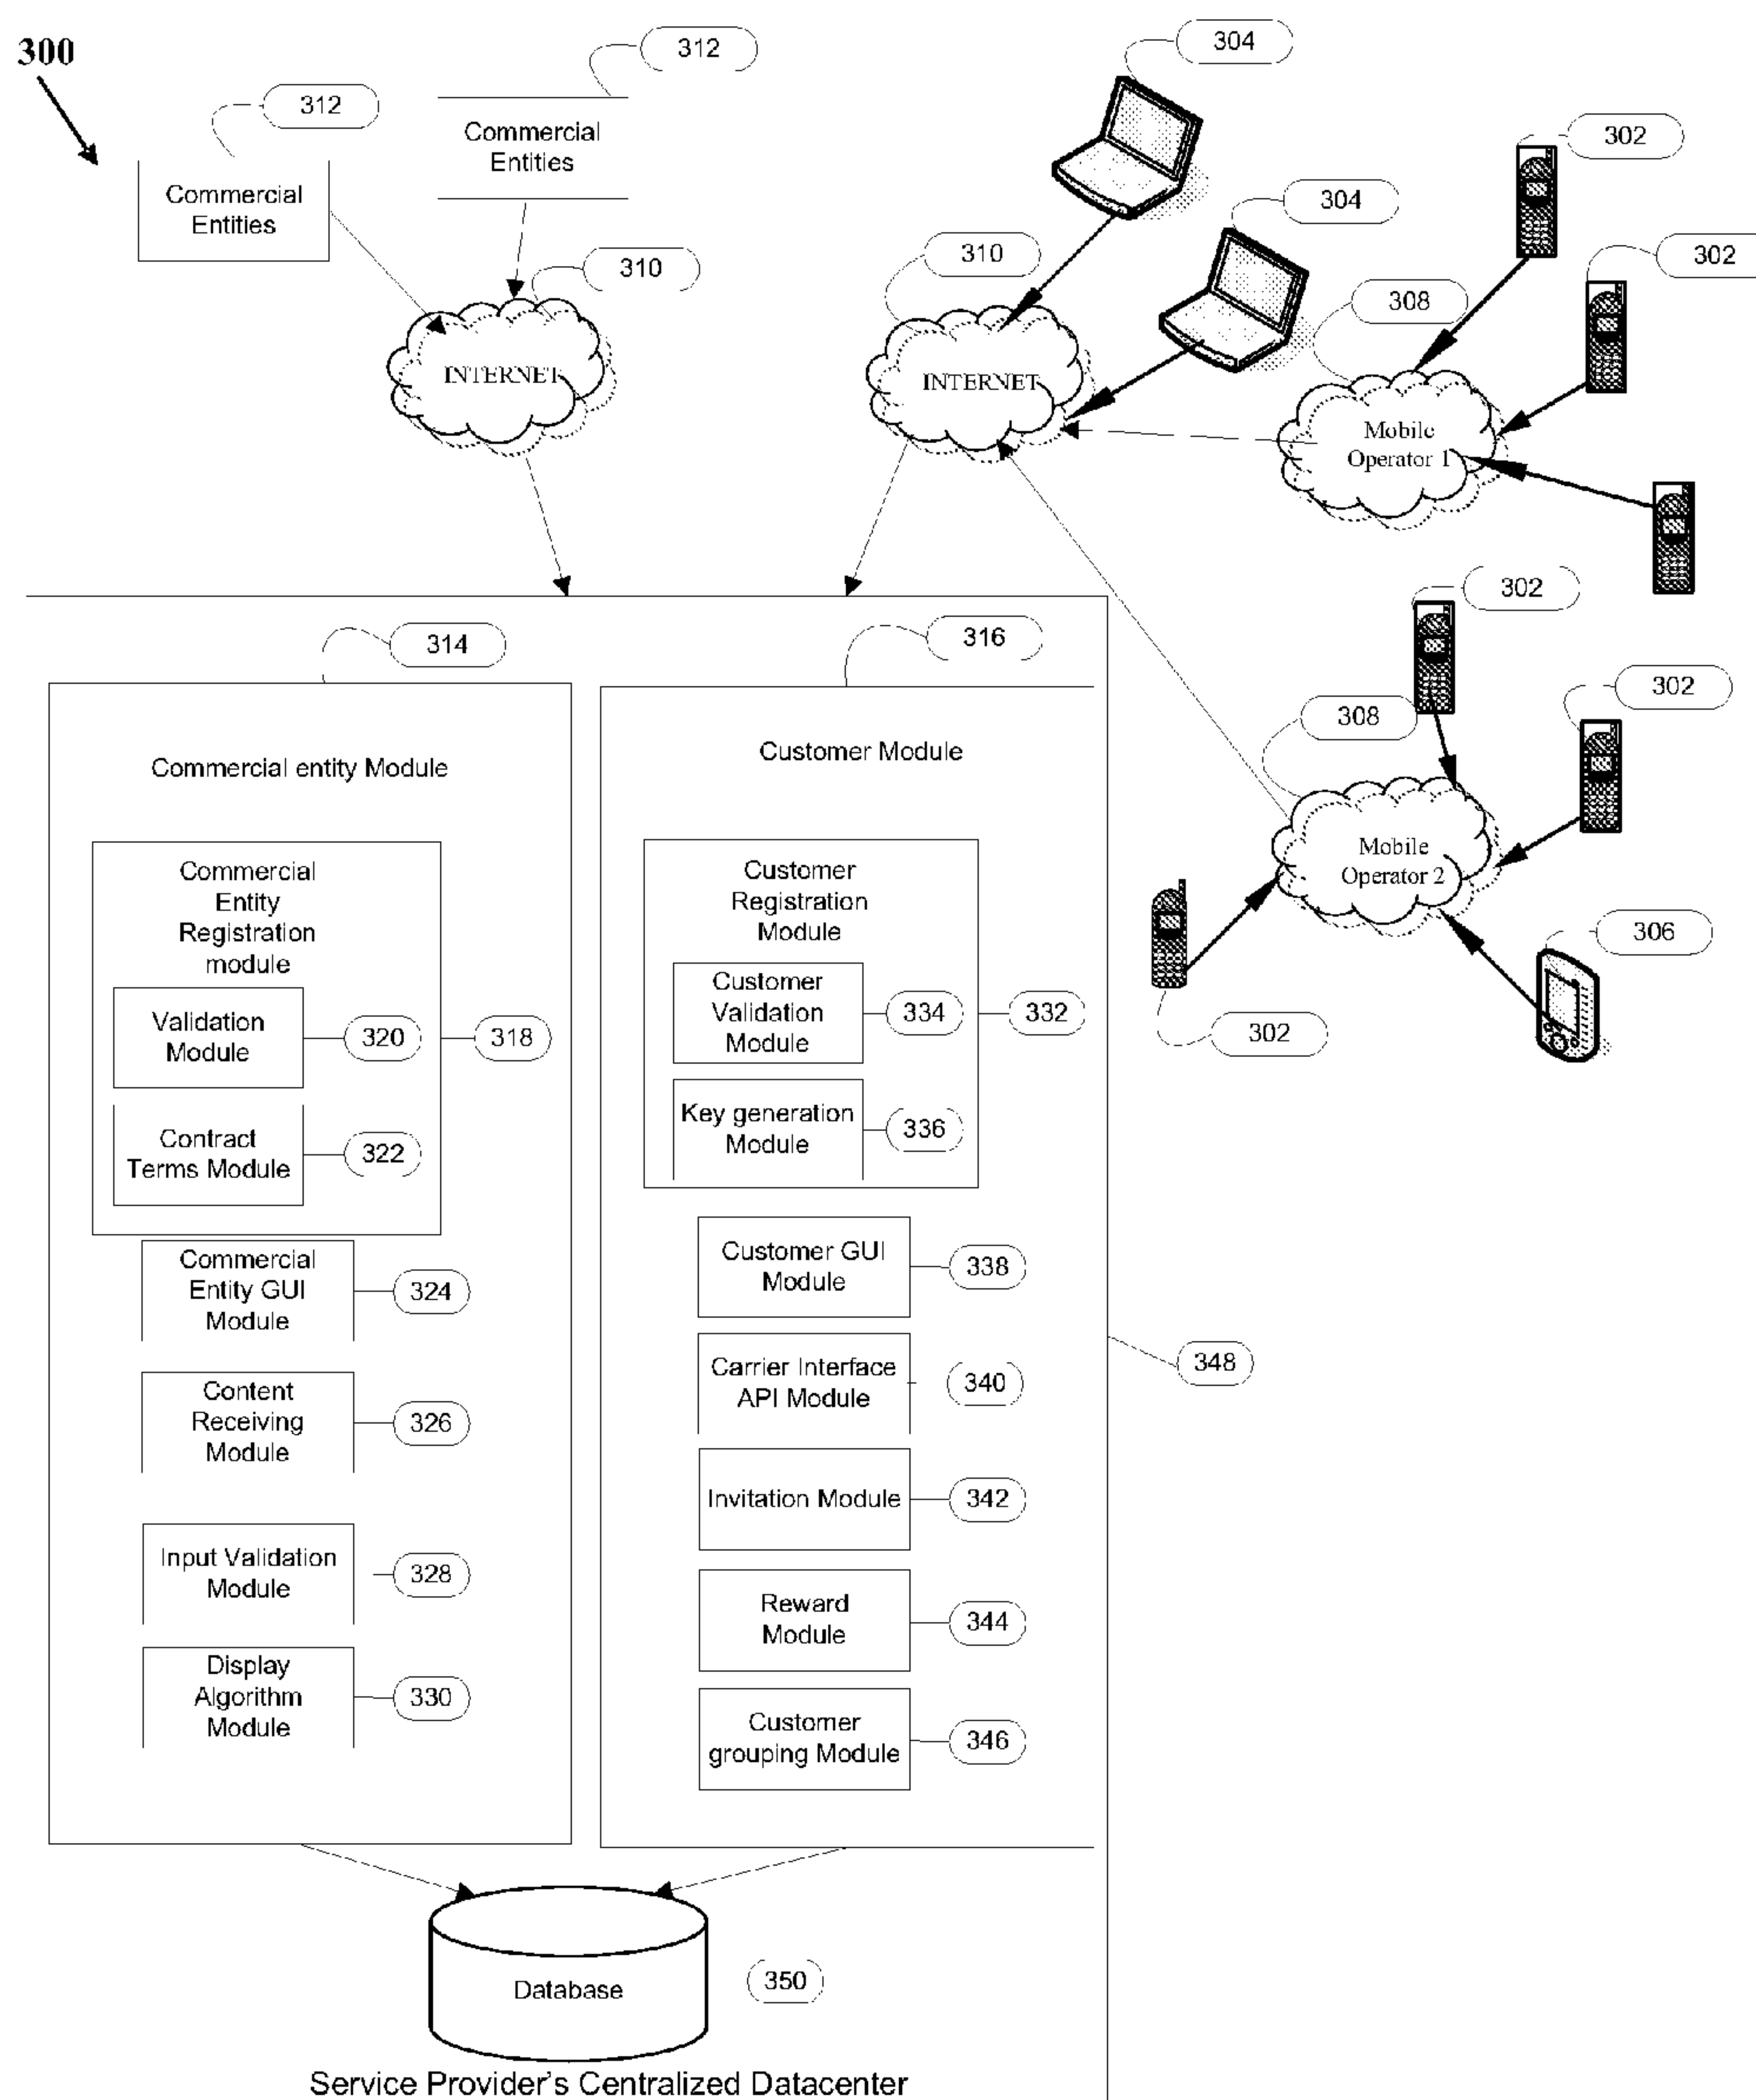 300
312
312
304
Commercial
Entities
Commercial
Entities
302
304
310
310
302
308
INTERNET
INTERNET
Mobile
Operator 1
302
314
316
302
308
Commercial entity Module
Customer Module
Mobile
Operator 2
306
302
Commercial
Entity
Registration
module
Validation
Module
320
318
Contract
Terms Module
322
Commercial
Entity GUI
Module
324
Content
Receiving
Module
326
Input Validation
Module
328
Display
Algorithm
Module
330
Customer
Registration
Module
Customer
Validation
Module
334
332
Key generation
Module
336
Customer GUI
Module
338
Carrier Interface
API Module
340
348
Invitation Module
342
Reward
Module
344
Customer
grouping Module
346
Database
350
Service Provider's Centralized Datacenter